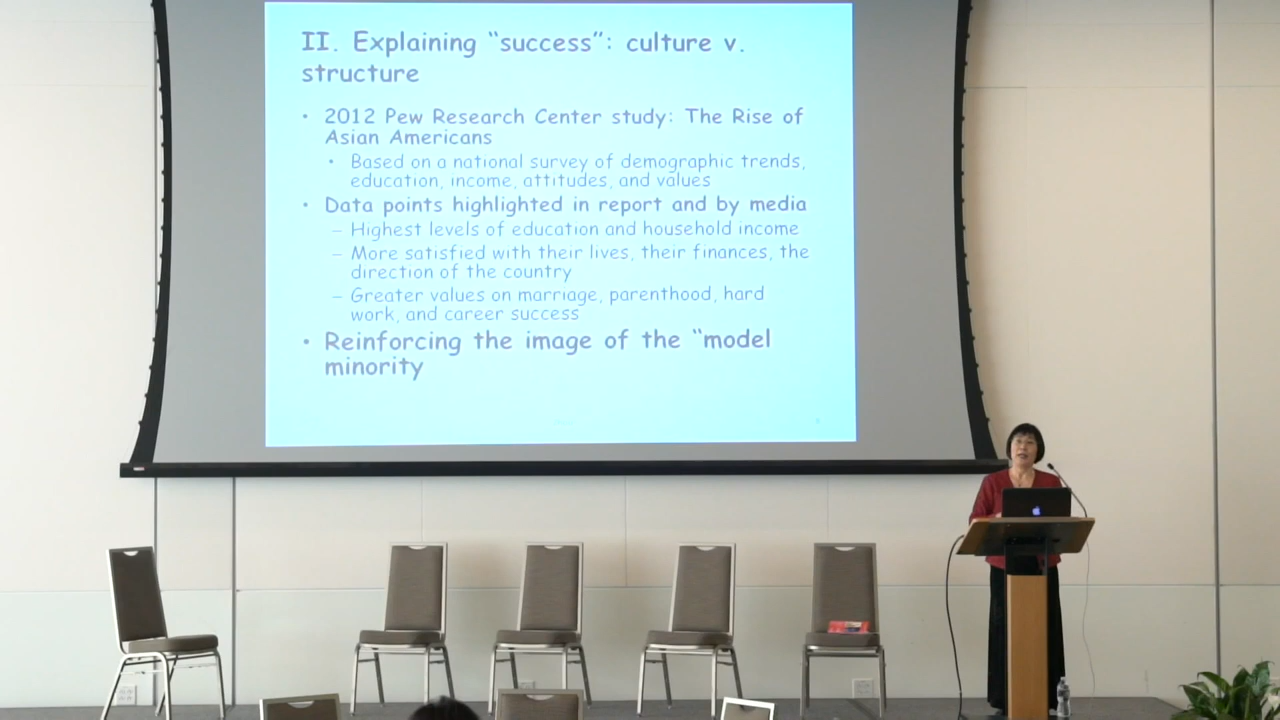 II. Explaining “success”: culture v.
structure
• 2012 Pew Research Center study: The Rise of
Asian Americans
• Based on a national survey of demographic trends,
education, income, attitudes, and values
• Data points highlighted in report and by media
– Highest levels of education and household income
– More satisfied with their lives, their finances, the
direction of the country
– Greater values on marriage, parenthood, hard
work, and career success
• Reinforcing the image of the “model
minority